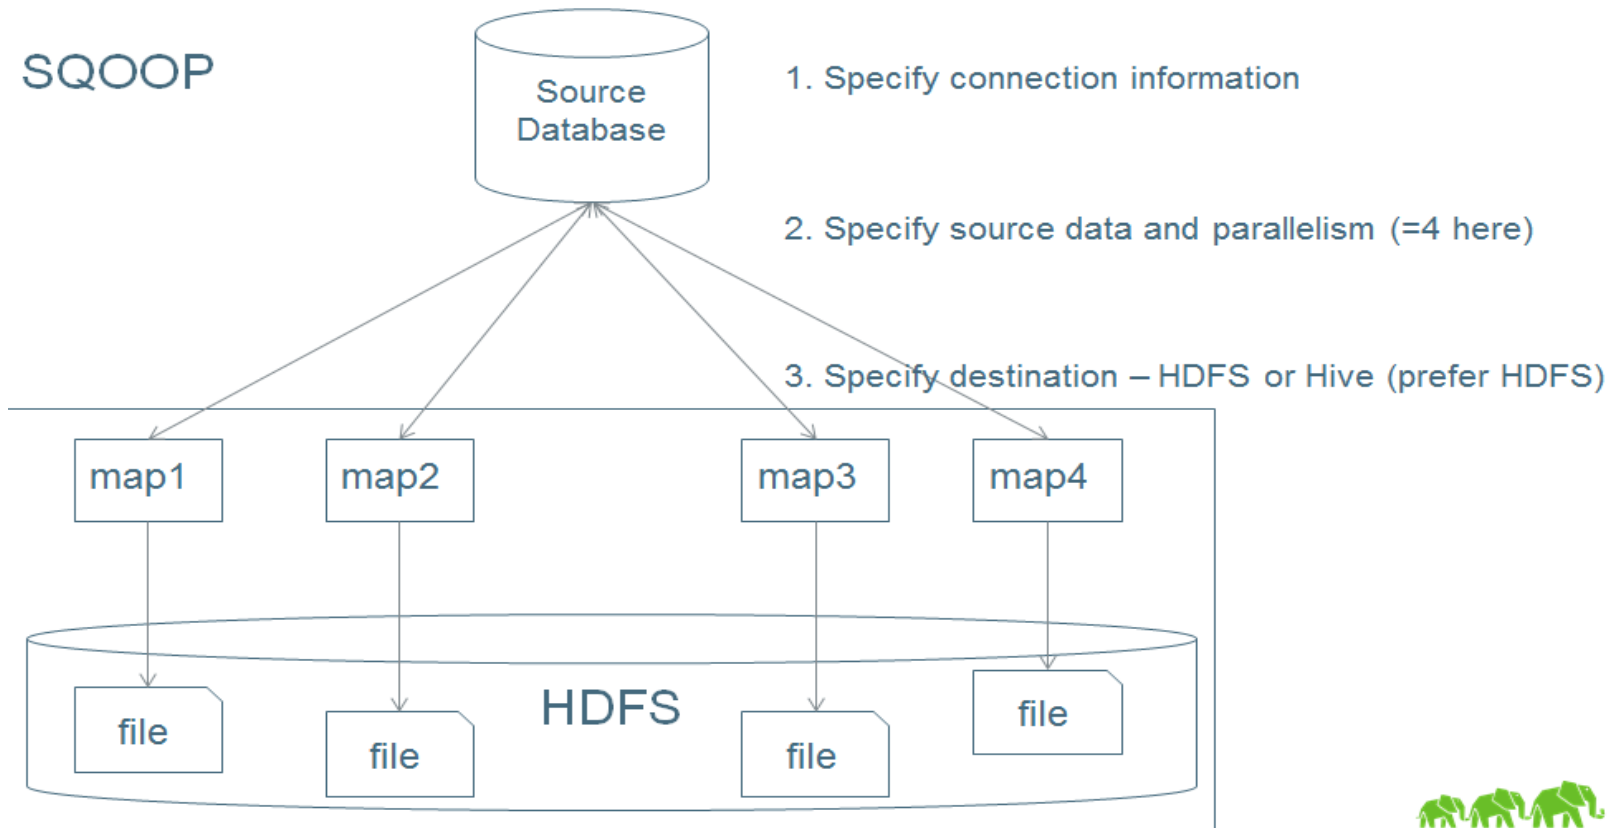 SQOOP
Source
Database
1. Specify connection information
2. Specify source data and parallelism (=4 here)
3. Specify destination – HDFS or Hive (prefer HDFS)
map1
map2
map3
map4
HDFS
file
file
file
file